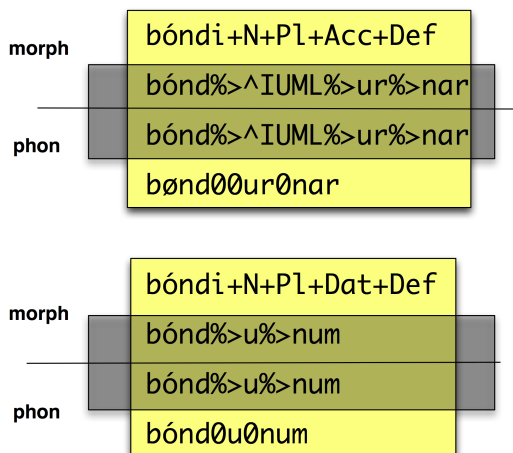 morph
bóndi+N+Pl+Acc+Def
bónd%>^IUML%>ur%>nar
phon
bónd%>^IUML%>ur%>nar
bønd00ur0nar
morph
bóndi+N+Pl+Dat+Def
bónd%>u%>num
phon
bónd%>u%>num
bónd0u0num